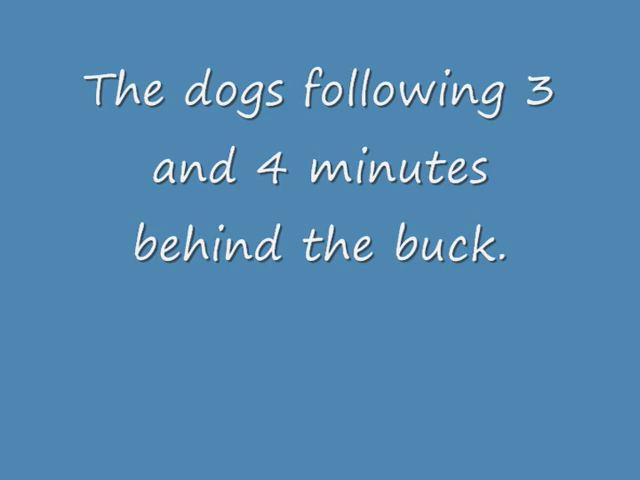 The dogs following 3
and 4 minutes
behind the buck.